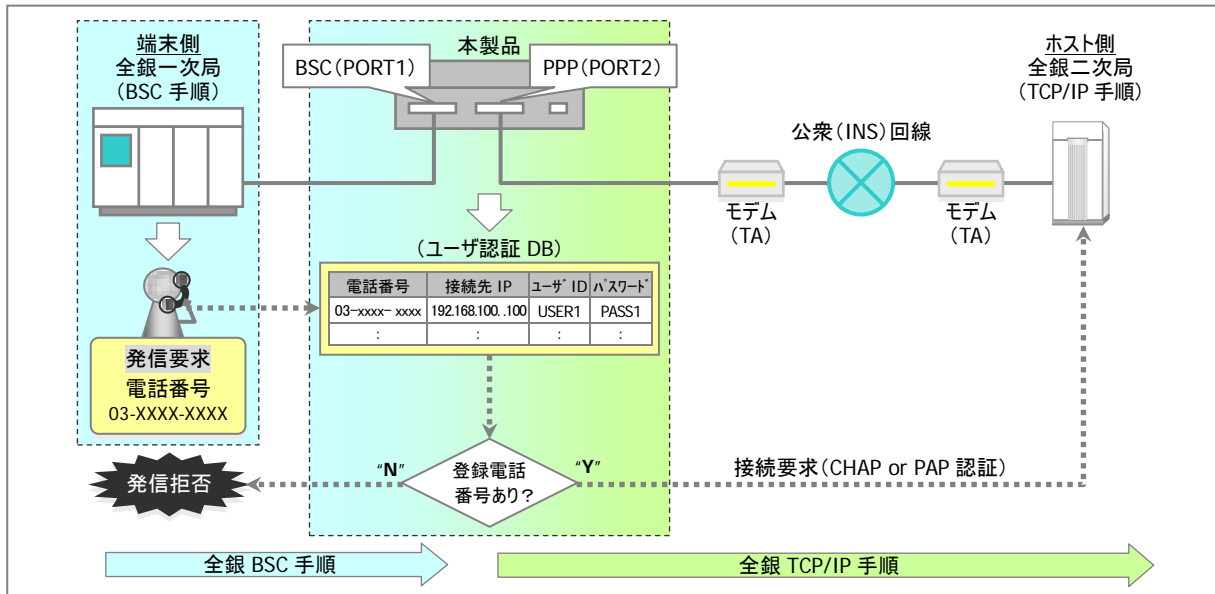 端末側
全銀一次局
(BSC 手順)
本製品
BSC(PORT1)
PPP(PORT2)
ホスト側
全銀二次局
(TCP/IP 手順)
公衆(INS)回線
モデム
(TA)
モデム
(TA)
(ユーザ認証 DB)
電話番号 接続先 IP ユーザ ID パスワード
03-xxxx- xxxx 192.168.100..100 USER1 PASS1
: : : :
発信要求
電話番号
03-XXXX-XXXX
"N"
登録電話
番号あり?
"Y"
接続要求(CHAP or PAP 認証)
発信拒否
全銀 BSC 手順
全銀 TCP/IP 手順